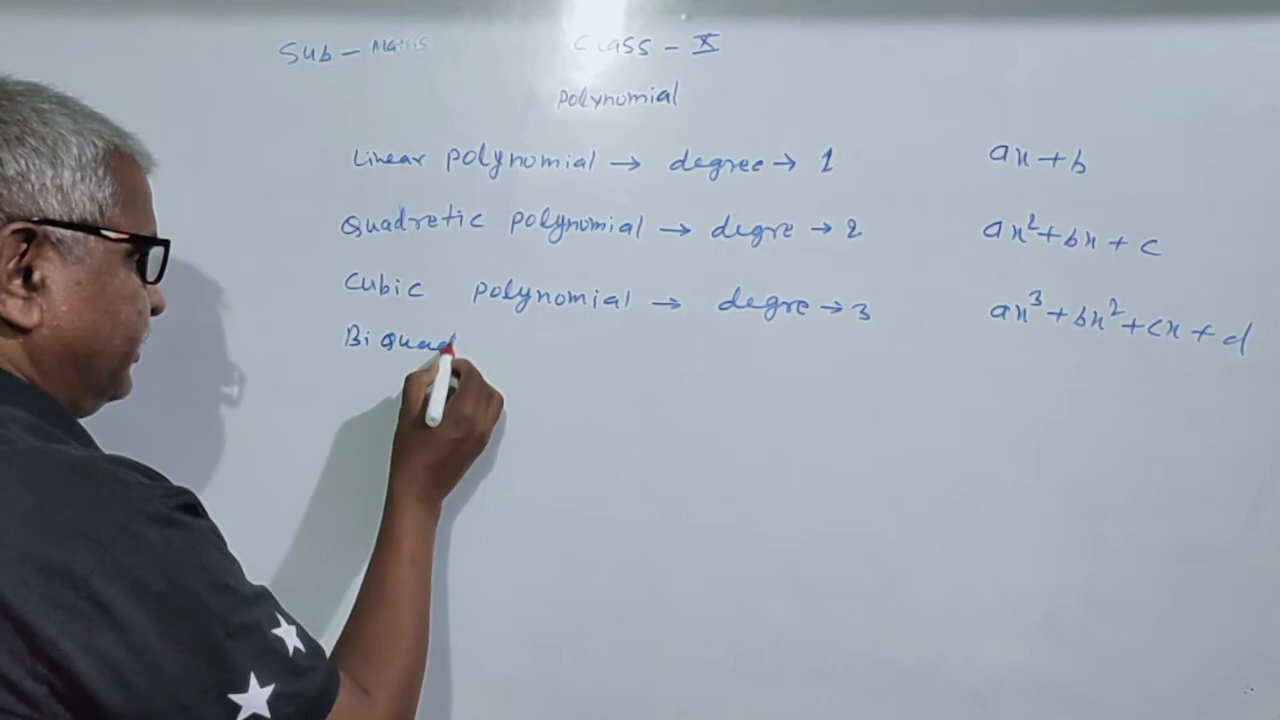 Sub - Maths Class - X
Polynomial
Linear polynomial → degree → 1 ax + b
Quadretic polynomial → degre → 2 ax² + bx + c
Cubic polynomial → degre → 3 ax³ + bx² + cx + d
Bi Quad